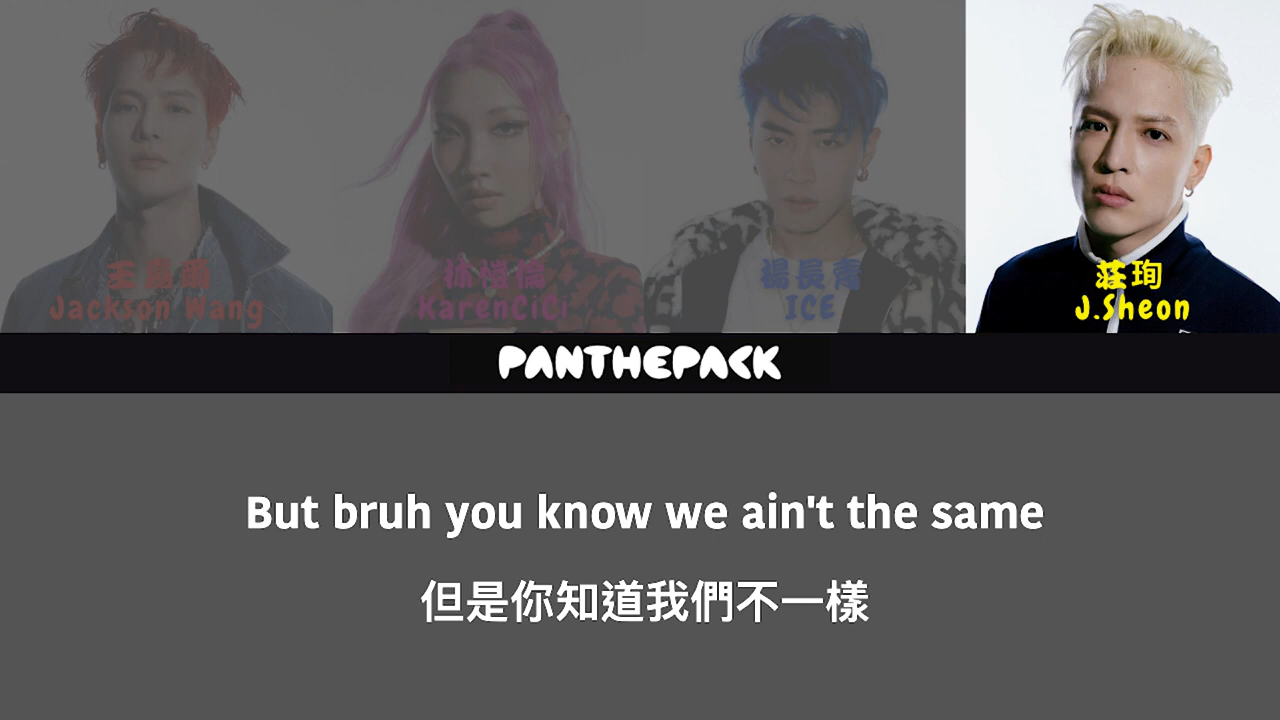 王嘉爾
Jackson Wang
林愷倫
KarenCiCi
楊長青
ICE
莊珣
J.Sheon
PANTHEPACK
But bruh you know we ain't the same
但是你知道我們不一樣